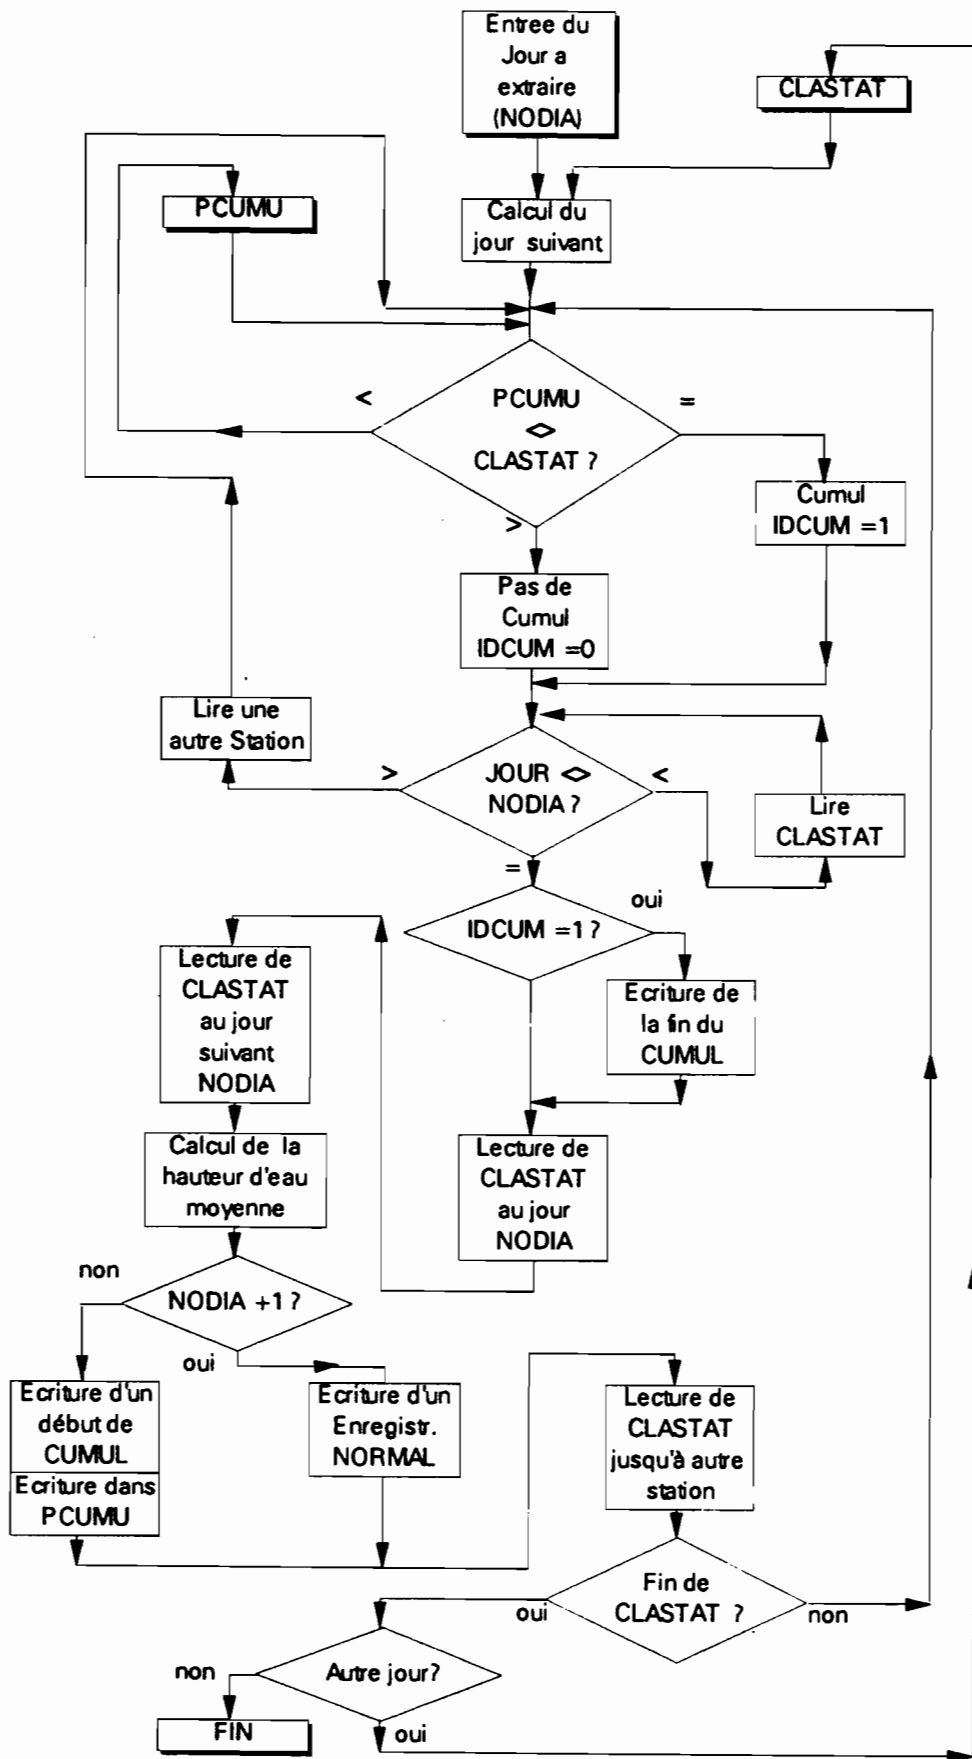 Entree du
Jour a
extraire
(NODIA)
CLASTAT
PCUMU
Calcul du
jour suivant
<
PCUMU
<>
CLASTAT ?
=
>
Cumul
IDCUM =1
Pas de
Cumul
IDCUM =0
Lire une
autre Station
>
JOUR <>
NODIA ?
<
Lire
CLASTAT
=
IDCUM =1 ?
oui
Lecture de
CLASTAT
au jour
suivant
NODIA
Ecriture de
la fin du
CUMUL
Calcul de la
hauteur d'eau
moyenne
Lecture de
CLASTAT
au jour
NODIA
non
NODIA +1 ?
oui
Ecriture d'un
début de
CUMUL
Ecriture dans
PCUMU
Ecriture d'un
Enregistr.
NORMAL
Lecture de
CLASTAT
jusqu'à autre
station
Fin de
CLASTAT ?
oui
non
non
Autre jour?
oui
FIN